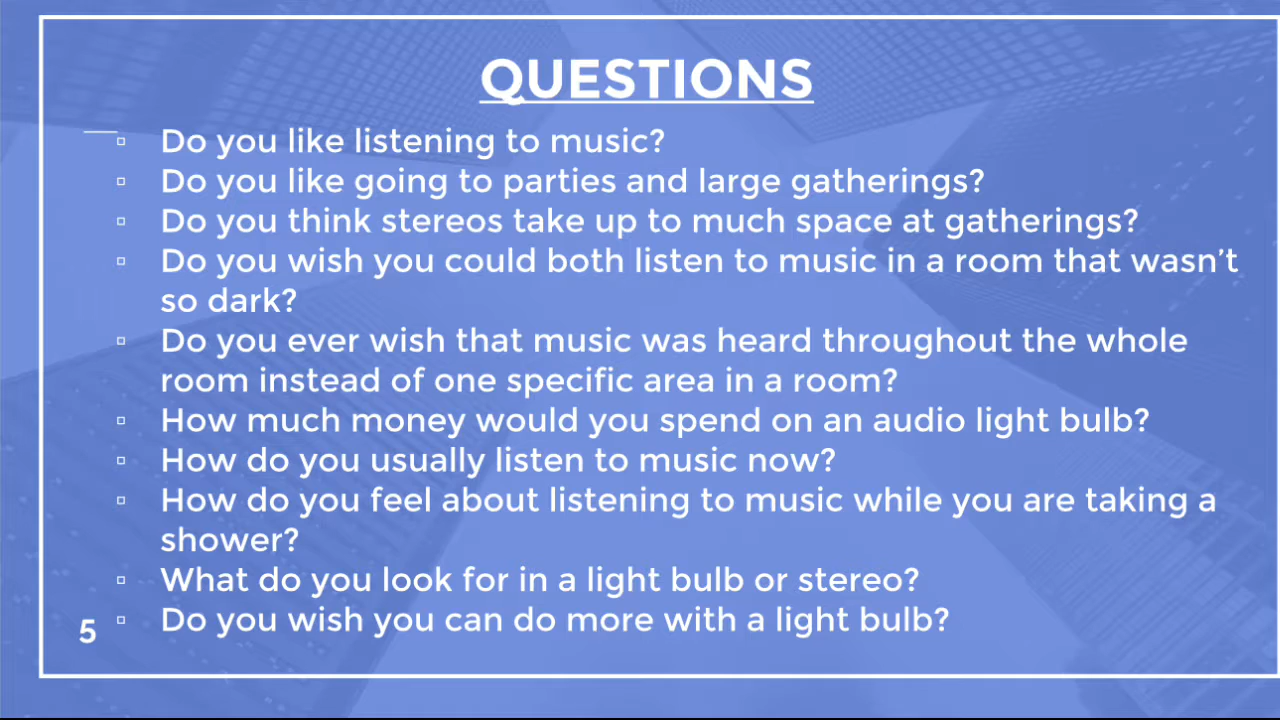 QUESTIONS
▫ Do you like listening to music?
▫ Do you like going to parties and large gatherings?
▫ Do you think stereos take up to much space at gatherings?
▫ Do you wish you could both listen to music in a room that wasn’t
so dark?
▫ Do you ever wish that music was heard throughout the whole
room instead of one specific area in a room?
▫ How much money would you spend on an audio light bulb?
▫ How do you usually listen to music now?
▫ How do you feel about listening to music while you are taking a
shower?
▫ What do you look for in a light bulb or stereo?
▫ Do you wish you can do more with a light bulb?
5